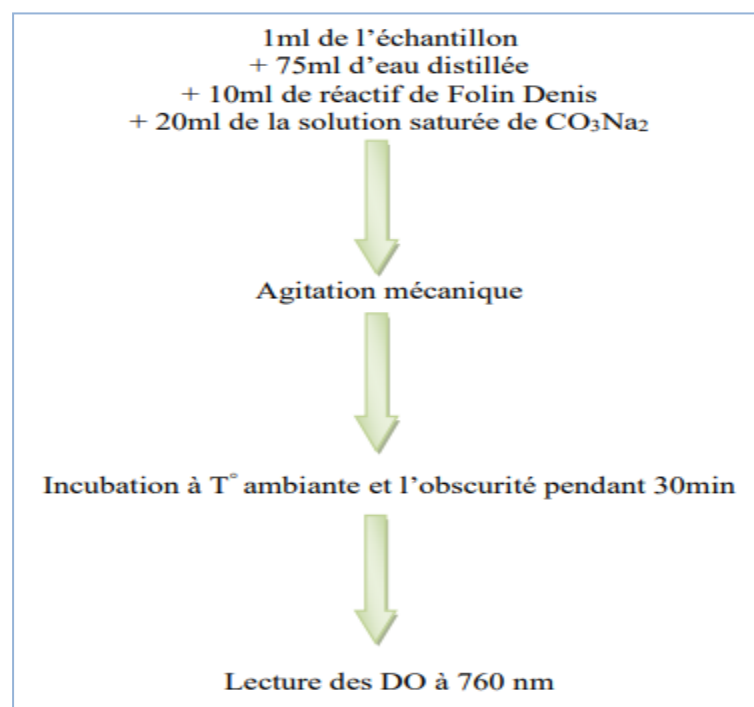 1ml de l’échantillon
+ 75ml d’eau distillée
+ 10ml de réactif de Folin Denis
+ 20ml de la solution saturée de CO₃Na₂
Agitation mécanique
Incubation à T° ambiante et l’obscurité pendant 30min
Lecture des DO à 760 nm